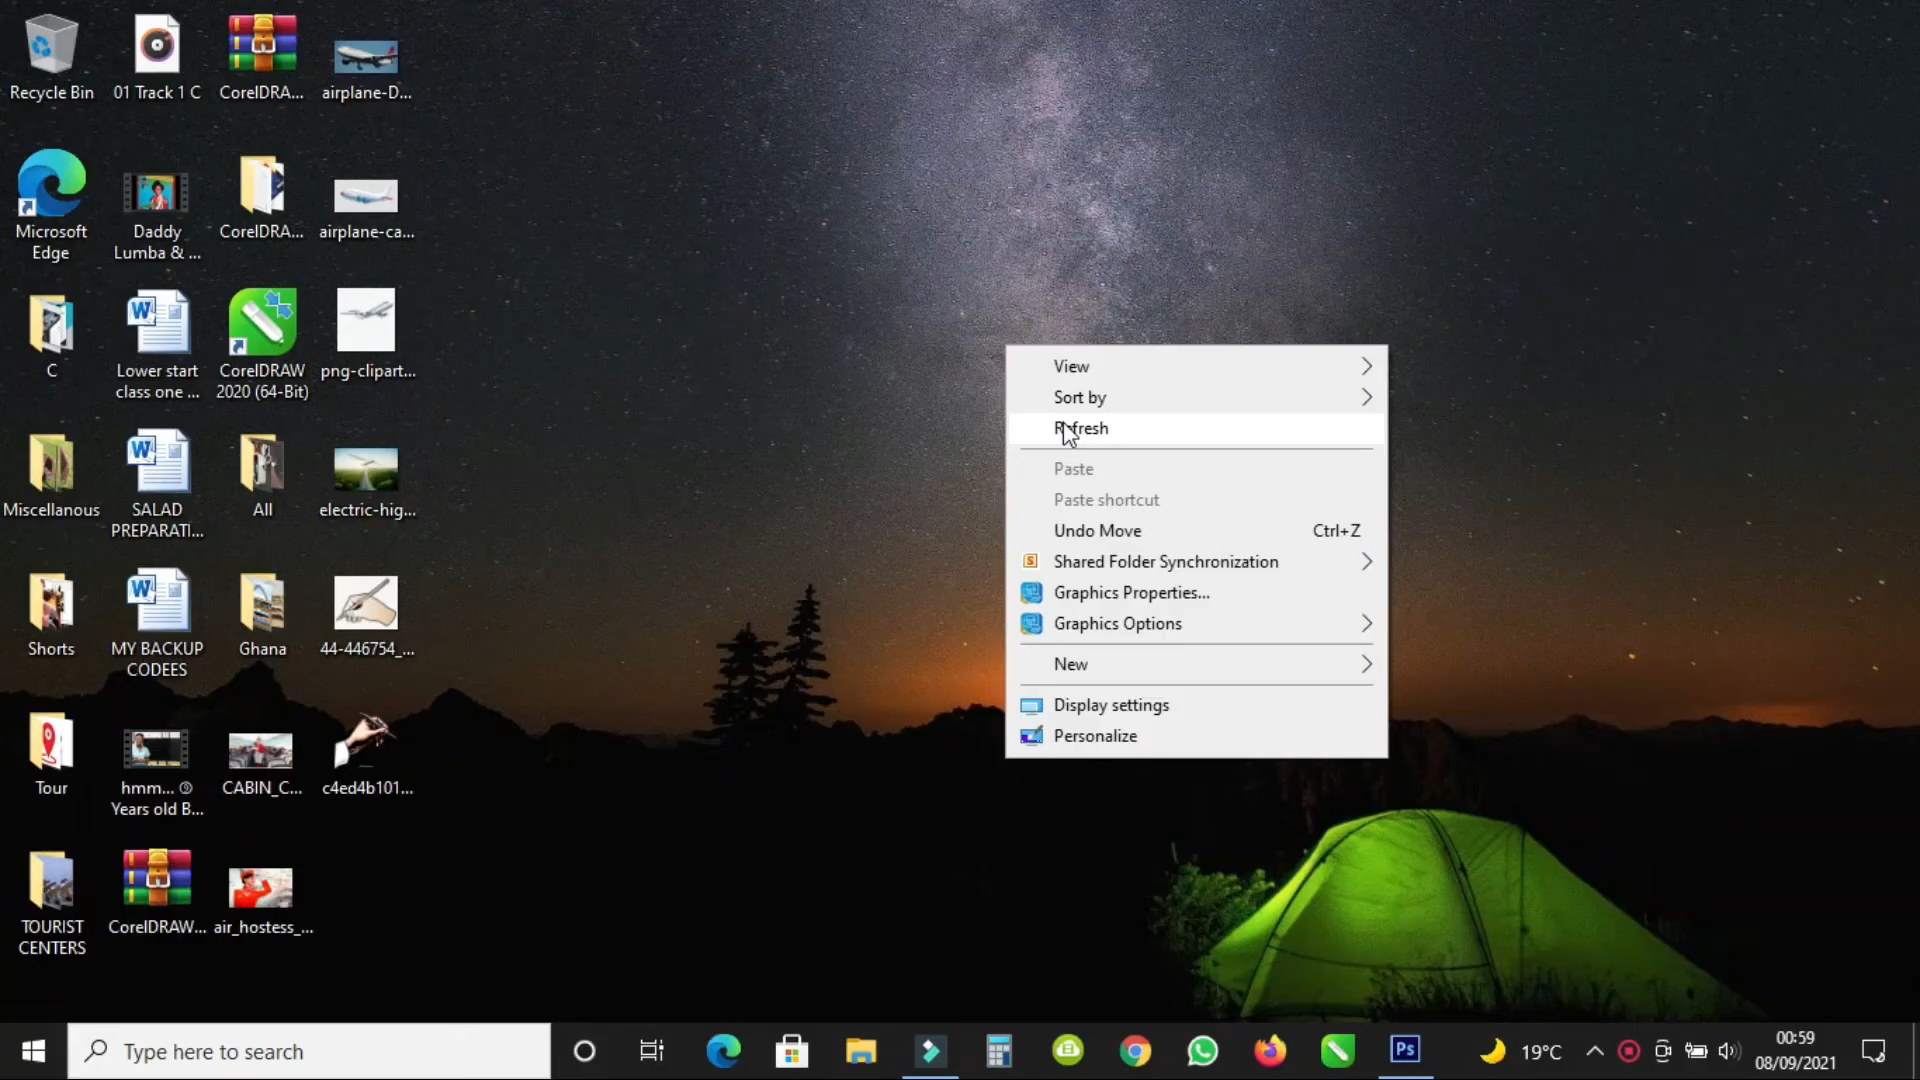 Recycle Bin
01 Track 1 C
CorelDRA...
airplane-D...
Microsoft
Edge
Daddy
Lumba & ...
CorelDRA...
airplane-ca...
C
Lower start
class one ...
CorelDRAW
2020 (64-Bit)
png-clipart...
Miscellanous
SALAD
PREPARATI...
All
electric-hig...
Shorts
MY BACKUP
CODEES
Ghana
44-446754_...
Tour
hmm... ②
Years old B...
CABIN_C...
c4ed4b101...
TOURIST
CENTERS
CorelDRAW...
air_hostess_...
View
Sort by
Refresh
Paste
Paste shortcut
Undo Move Ctrl+Z
Shared Folder Synchronization
Graphics Properties...
Graphics Options
New
Display settings
Personalize
Type here to search
Ps
19°C
00:59
08/09/2021